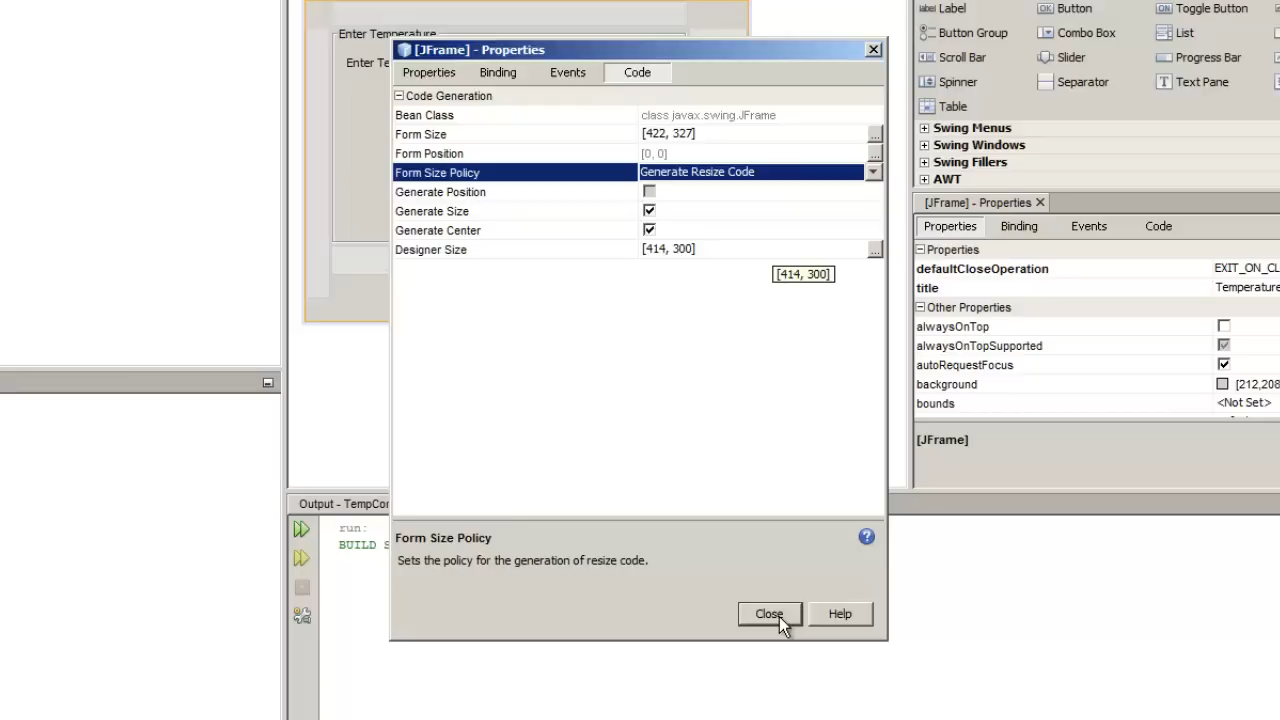 Enter Temperature
Enter Te
[JFrame] - Properties
Properties Binding Events Code
Code Generation
Bean Class class javax.swing.JFrame
Form Size [422, 327] ...
Form Position [0, 0] ...
Form Size Policy Generate Resize Code
Generate Position
Generate Size
Generate Center
Designer Size [414, 300] ...
[414, 300]
Form Size Policy
Sets the policy for the generation of resize code.
Close Help
label Label OK Button ON Toggle Button
Button Group Combo Box List
Scroll Bar Slider Progress Bar
Spinner Separator T Text Pane
Table
Swing Menus
Swing Windows
Swing Fillers
AWT
[JFrame] - Properties
Properties Binding Events Code
Properties
defaultCloseOperation EXIT_ON_CL
title Temperature
Other Properties
alwaysOnTop
alwaysOnTopSupported
autoRequestFocus
background [212,208
bounds <Not Set>
[JFrame]
Output - TempCon
run:
BUILD S